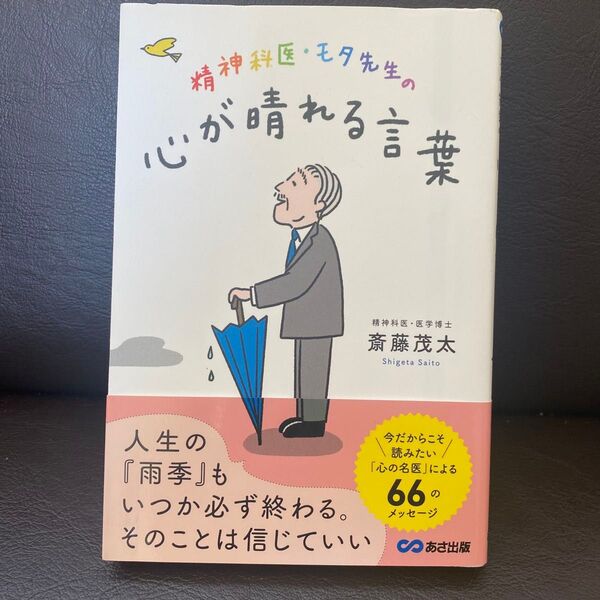 精神科医・モタ先生の
心が晴れる言葉
精神科医・医学博士
斎藤茂太
Shigeta Saito
人生の
『雨季』も
いつか必ず終わる。
そのことは信じていい
今だからこそ
読みたい
「心の名医」による
66の
メッセージ
あさ出版